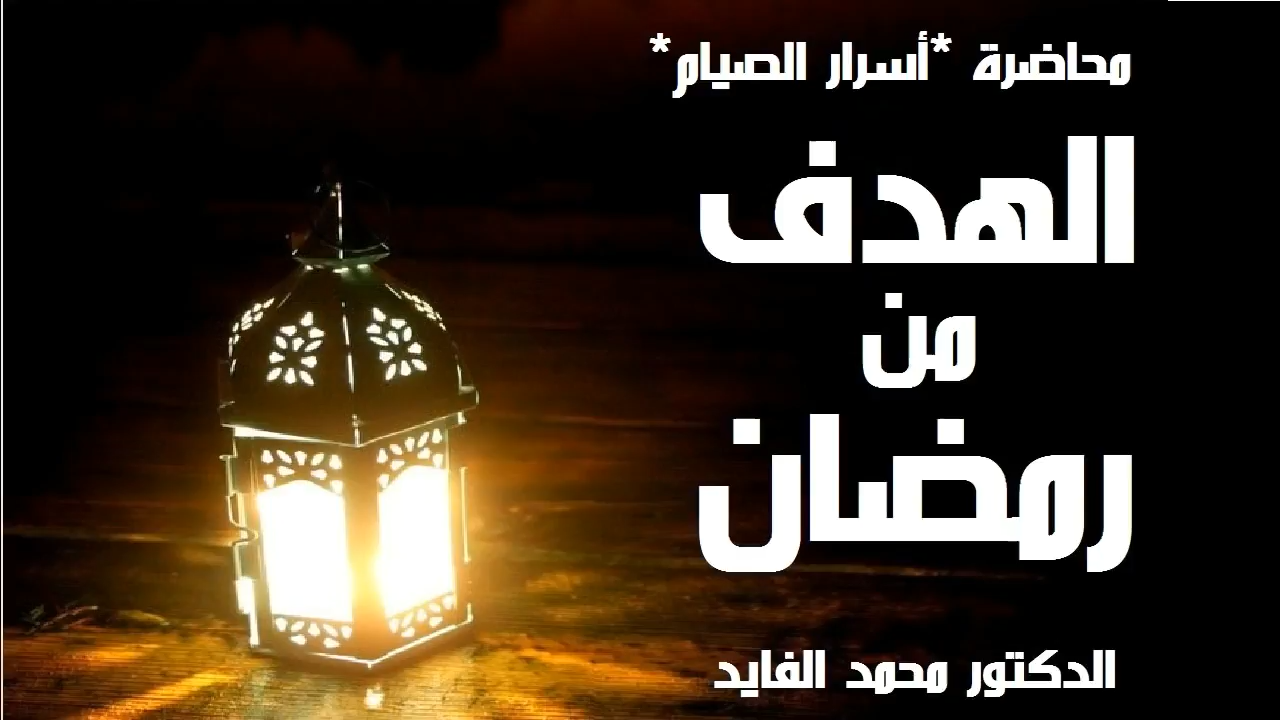 محاضرة *أسرار الصيام*
الهدف
من
رمضان
الدكتور محمد الفايد